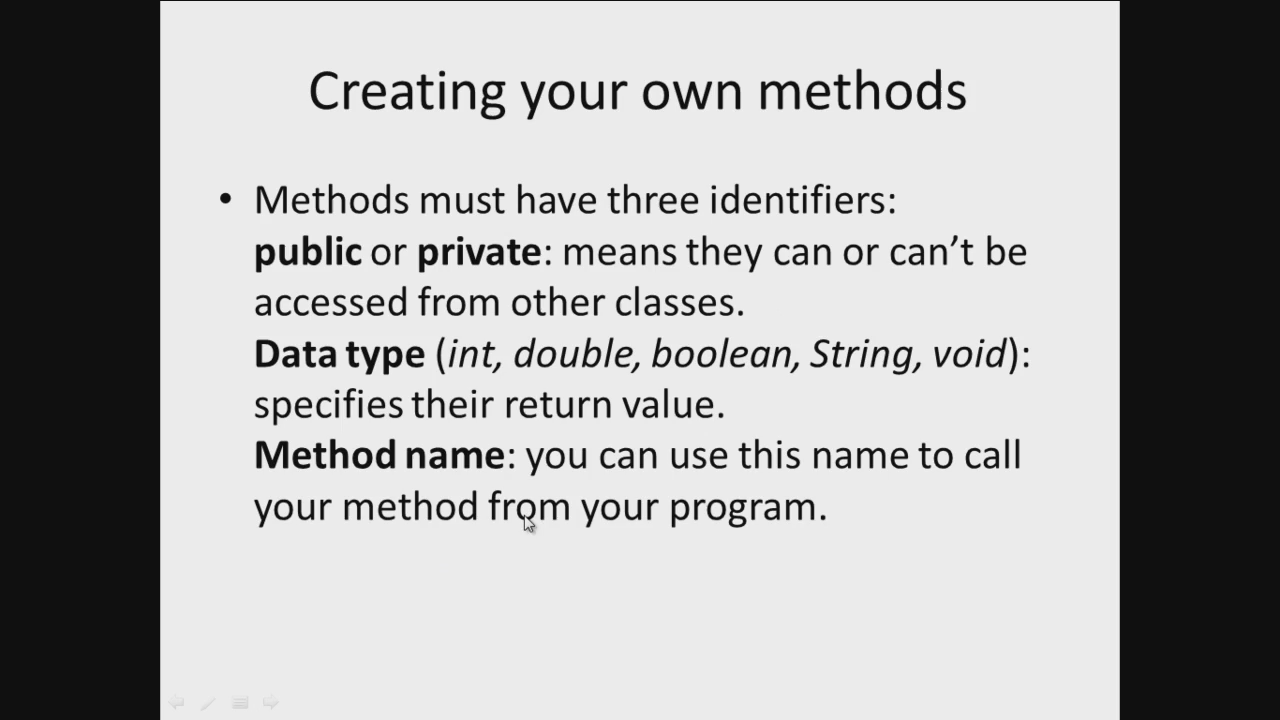 Creating your own methods
• Methods must have three identifiers:
public or private: means they can or can’t be
accessed from other classes.
Data type (int, double, boolean, String, void):
specifies their return value.
Method name: you can use this name to call
your method from your program.